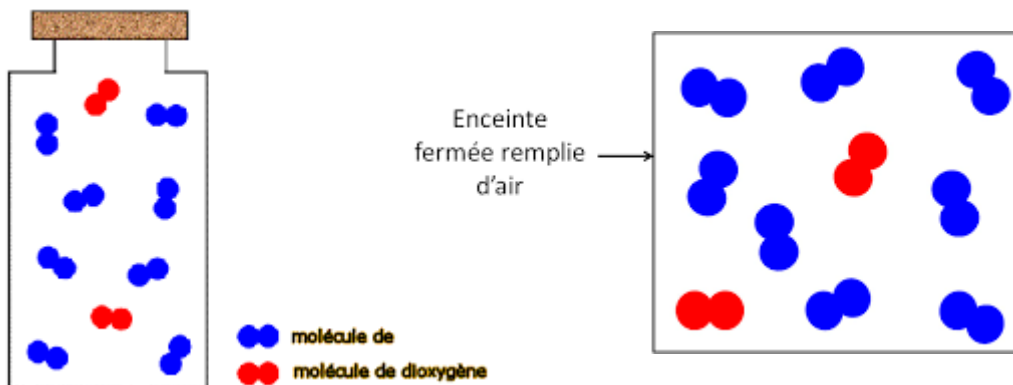 Enceinte
fermée remplie
d'air
molécule de
molécule de dioxygène